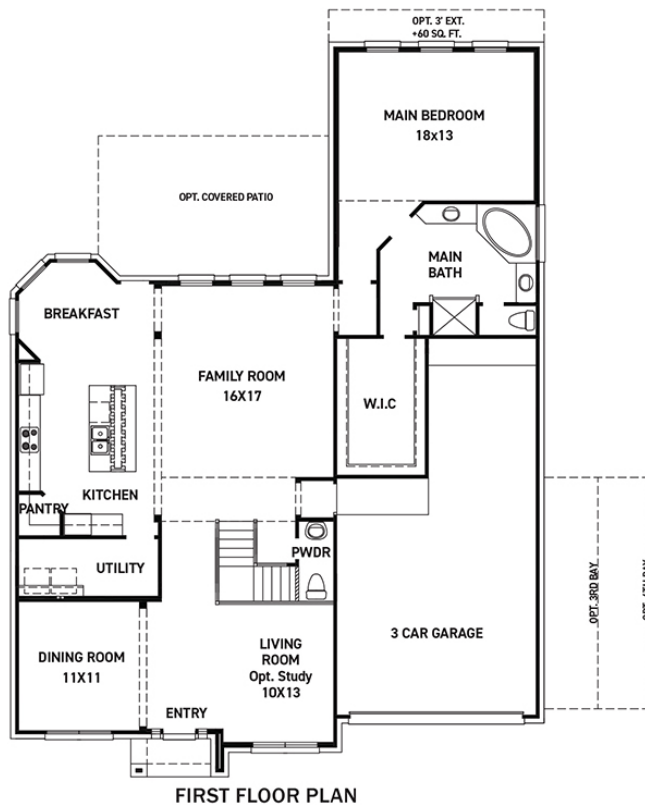 OPT. 3' EXT.
+60 SQ. FT.
MAIN BEDROOM
18x13
OPT. COVERED PATIO
MAIN
BATH
BREAKFAST
FAMILY ROOM
16X17
W.I.C
KITCHEN
PANTRY
PWDR
UTILITY
OPT. 3RD BAY
3 CAR GARAGE
DINING ROOM
11X11
LIVING
ROOM
Opt. Study
10X13
ENTRY
FIRST FLOOR PLAN